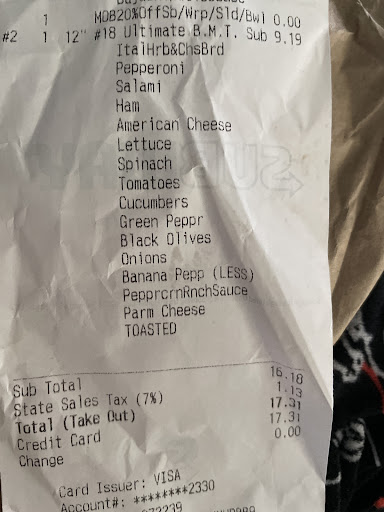 1 MOB20%OffSb/Wrp/Sld/Bwl 0.00
#2 1 12" #18 Ultimate B.M.T. Sub 9.19
ItalHrb&ChsBrd
Pepperoni
Salami
Ham
American Cheese
Lettuce
Spinach
Tomatoes
Cucumbers
Green Peppr
Black Olives
Onions
Banana Pepp (LESS)
PepprcrnRnchSauce
Parm Cheese
TOASTED
Sub Total 16.18
State Sales Tax (7%) 1.13
Total (Take Out) 17.31
Credit Card 17.31
Change 0.00
Card Issuer: VISA
Account#: ********2330